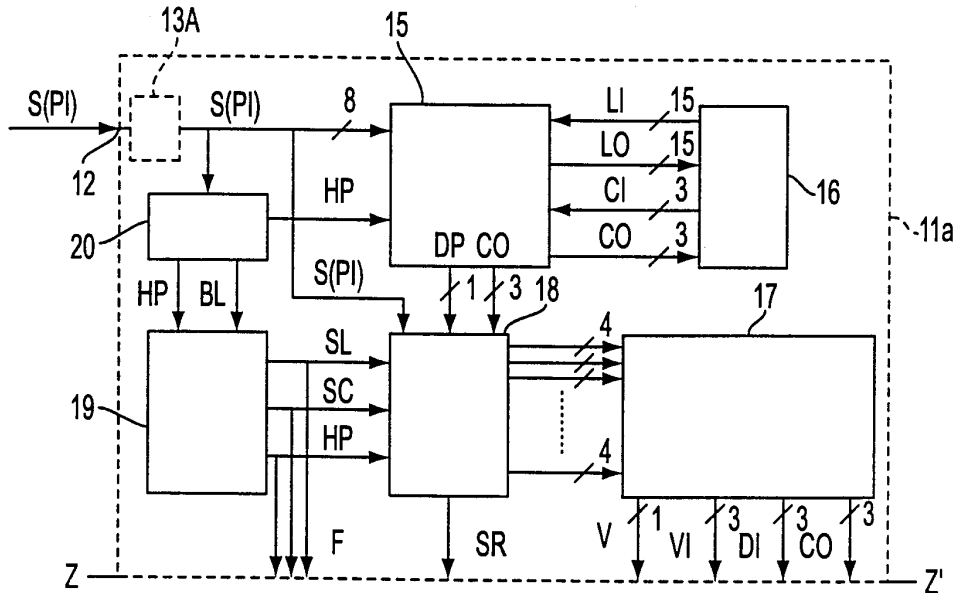 13A
15
S(PI)
S(PI)
8
LI
15
LO
15
12
CI
3
16
HP
CO
3
11a
20
DP
CO
S(PI)
1
3
18
HP
BL
17
SL
4
SC
19
HP
4
F
SR
V
1
VI
3
DI
3
CO
3
Z
Z'